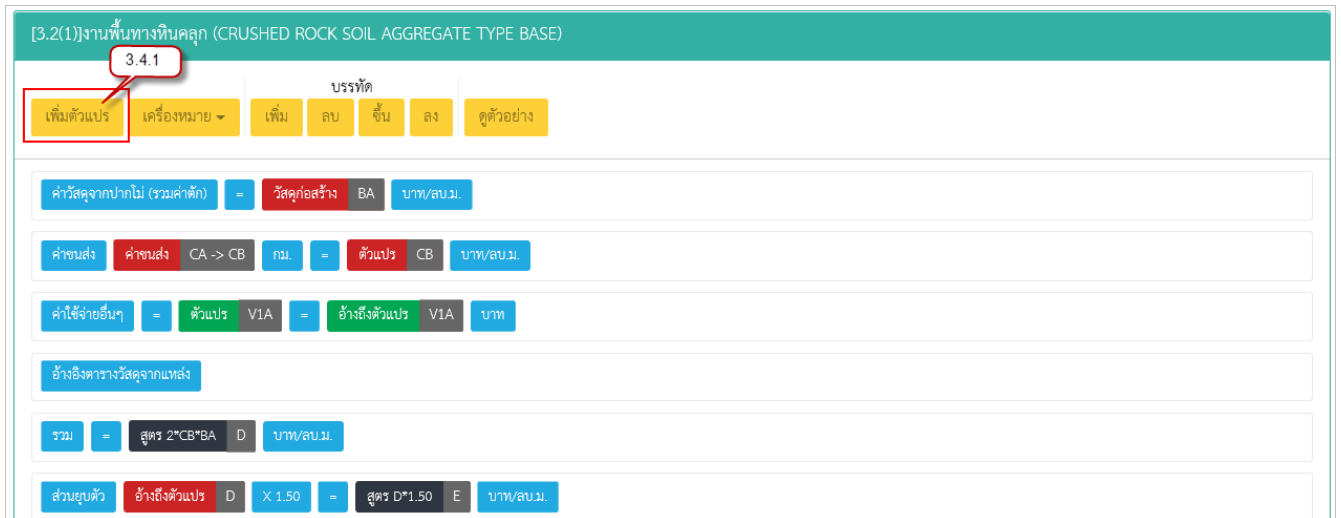 [3.2(1)]งานพื้นทางหินคลุก (CRUSHED ROCK SOIL AGGREGATE TYPE BASE)
3.4.1
บรรทัด
เพิ่มตัวแปร เครื่องหมาย เพิ่ม ลบ ขึ้น ลง ดูตัวอย่าง
ค่าวัสดุจากปากโม่ (รวมค่าตัก) = วัสดุก่อสร้าง BA บาท/ลบ.ม.
ค่าขนส่ง ค่าขนส่ง CA -> CB กม. = ตัวแปร CB บาท/ลบ.ม.
ค่าใช้จ่ายอื่นๆ = ตัวแปร V1A = อ้างถึงตัวแปร V1A บาท
อ้างอิงตารางวัสดุจากแหล่ง
รวม = สูตร 2*CB*BA D บาท/ลบ.ม.
ส่วนยุบตัว อ้างถึงตัวแปร D X 1.50 = สูตร D*1.50 E บาท/ลบ.ม.